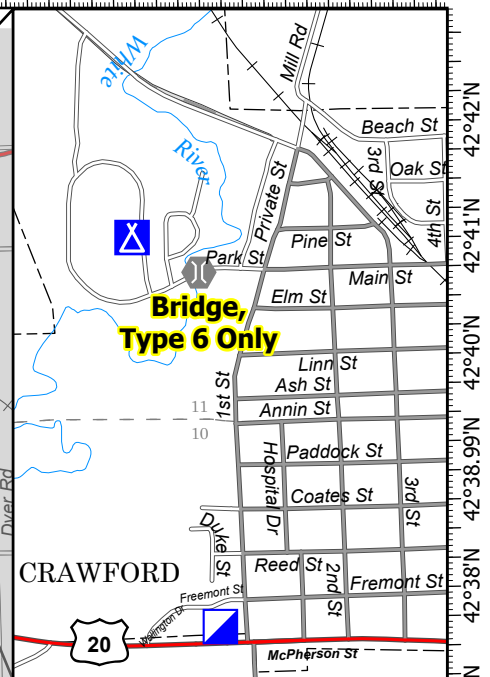 White
River
Mill Rd
Beach St
3rd St
Oak St
4th St
Private St
Pine St
Park St
Main St
Bridge,
Type 6 Only
Elm St
Linn St
Ash St
1st St
Annin St
11
10
Hospital Dr
Paddock St
Coates St
3rd St
Duke St
Dyer Rd
Reed St
2nd St
Fremont St
CRAWFORD
Freemont St
Wellington Dr
20
McPherson St
42°42'N
42°41'N
42°40'N
42°38.99'N
42°38'N
N